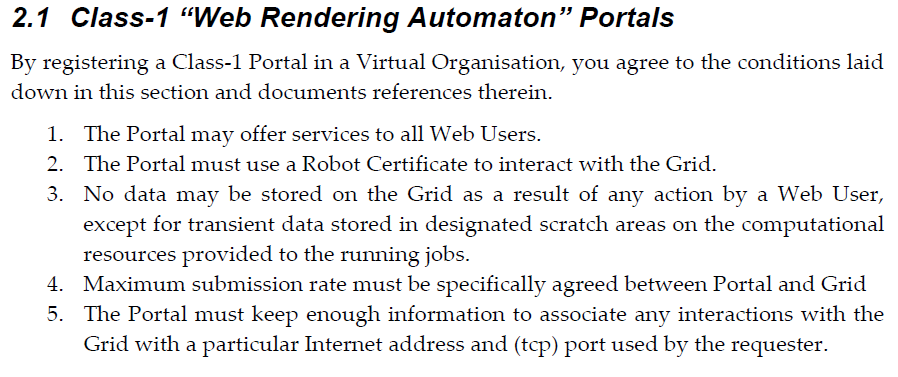 2.1 Class-1 “Web Rendering Automaton” Portals
By registering a Class-1 Portal in a Virtual Organisation, you agree to the conditions laid
down in this section and documents references therein.
1. The Portal may offer services to all Web Users.
2. The Portal must use a Robot Certificate to interact with the Grid.
3. No data may be stored on the Grid as a result of any action by a Web User,
except for transient data stored in designated scratch areas on the computational
resources provided to the running jobs.
4. Maximum submission rate must be specifically agreed between Portal and Grid
5. The Portal must keep enough information to associate any interactions with the
Grid with a particular Internet address and (tcp) port used by the requester.